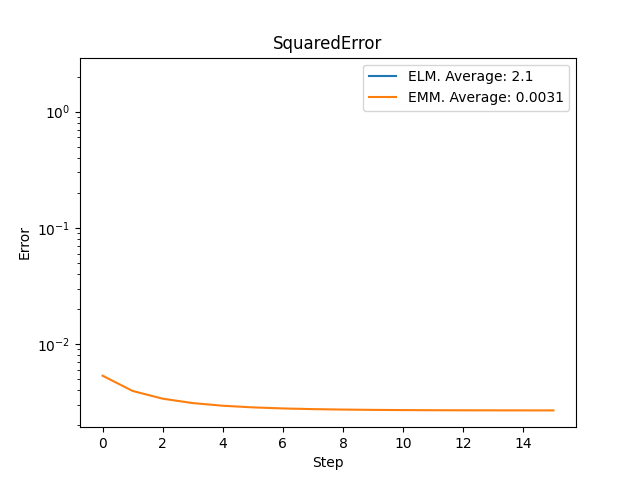 SquaredError
ELM. Average: 2.1
EMM. Average: 0.0031
10⁰
10⁻¹
10⁻²
Error
0 2 4 6 8 10 12 14
Step